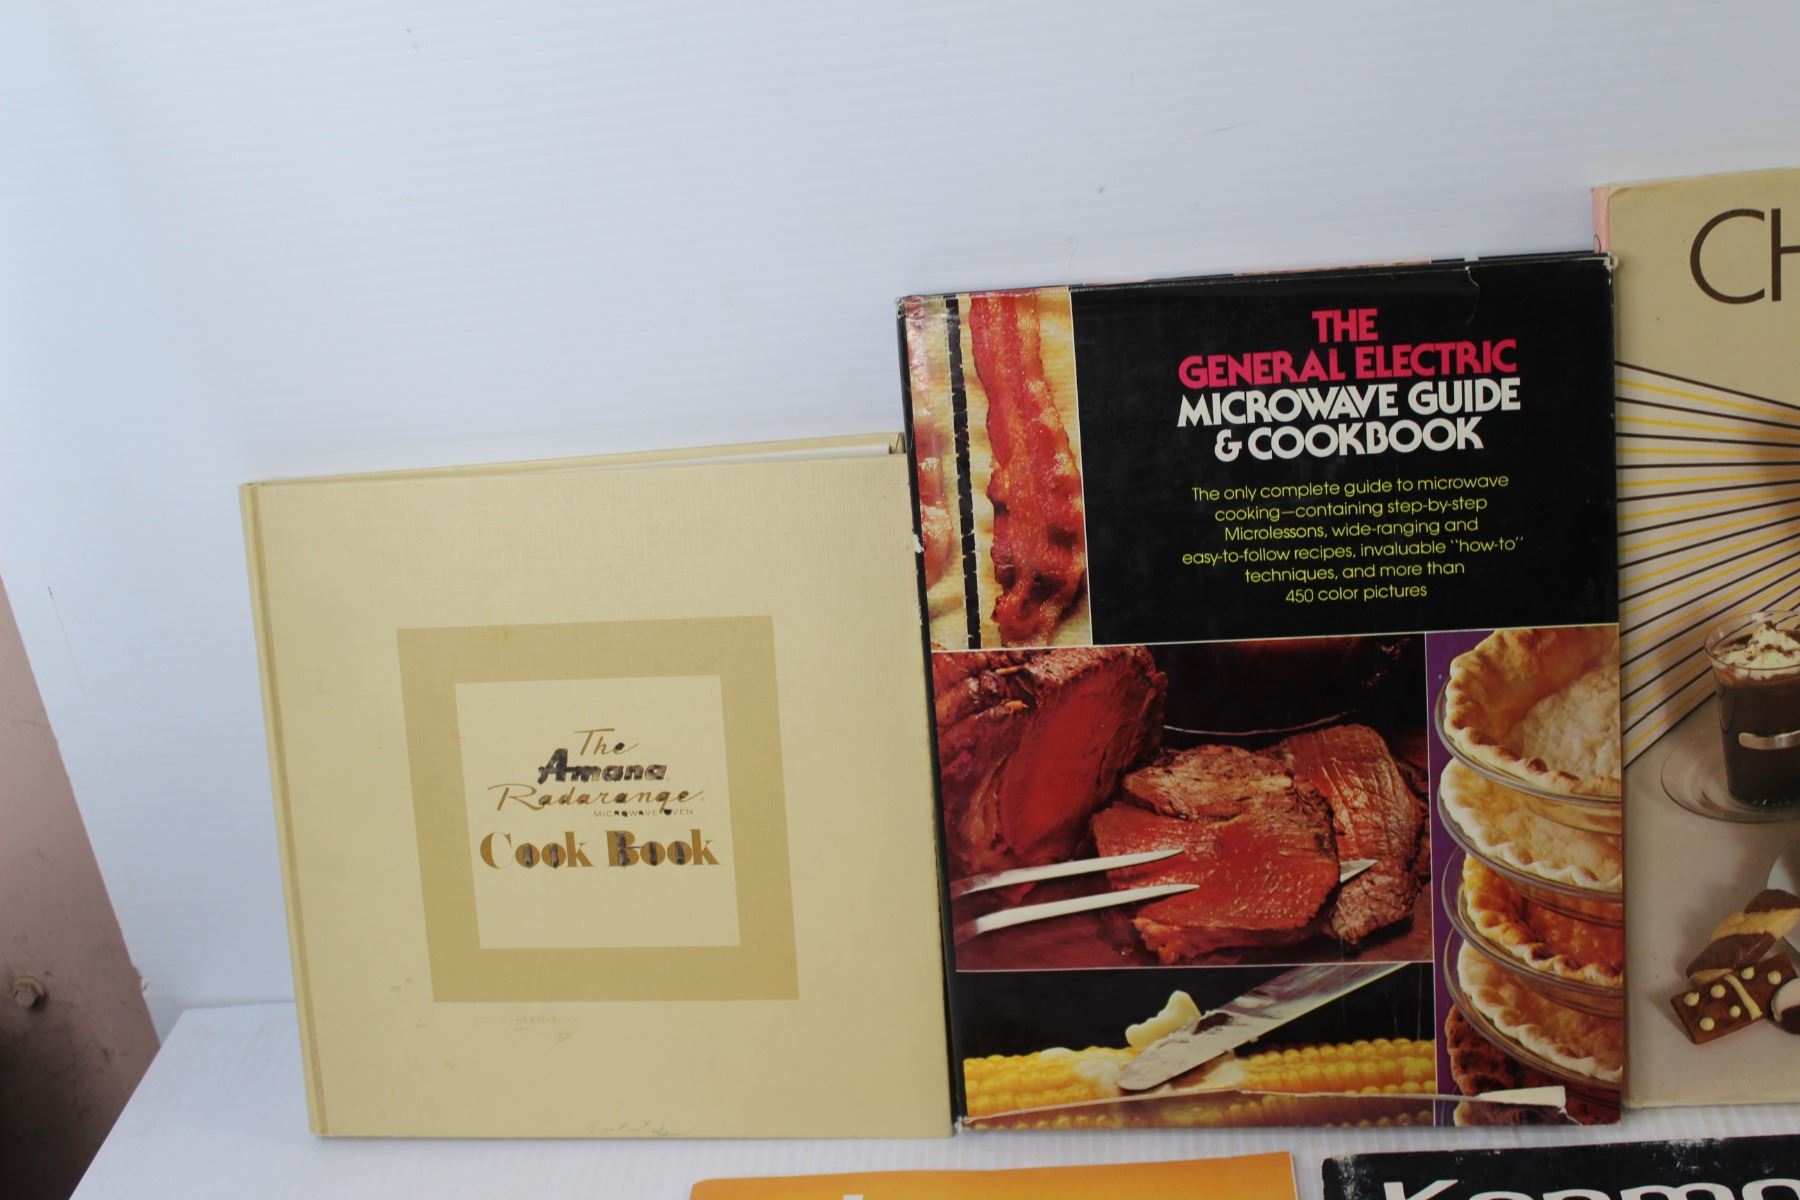 The
Amana
Radarange
MICROWAVE OVEN
Cook Book
THE
GENERAL ELECTRIC
MICROWAVE GUIDE
& COOKBOOK
The only complete guide to microwave
cooking—containing step-by-step
Microlessons, wide-ranging and
easy-to-follow recipes, invaluable "how-to"
techniques, and more than
450 color pictures
CH